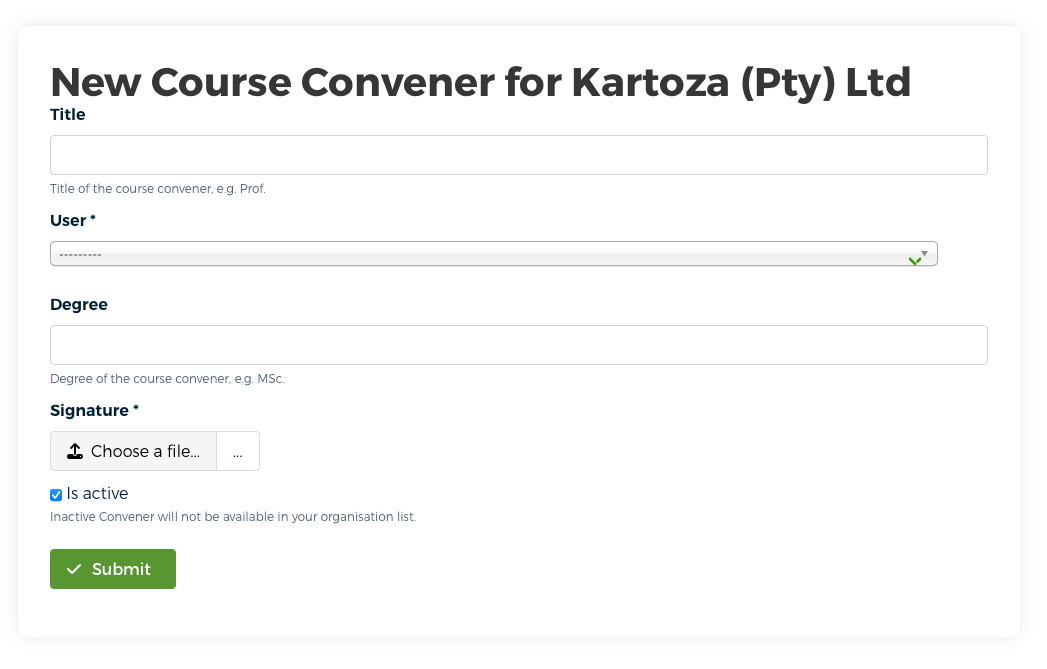 New Course Convener for Kartoza (Pty) Ltd
Title
Title of the course convener, e.g. Prof.
User *
---------
Degree
Degree of the course convener, e.g. MSc.
Signature *
Choose a file... ...
Is active
Inactive Convener will not be available in your organisation list.
Submit